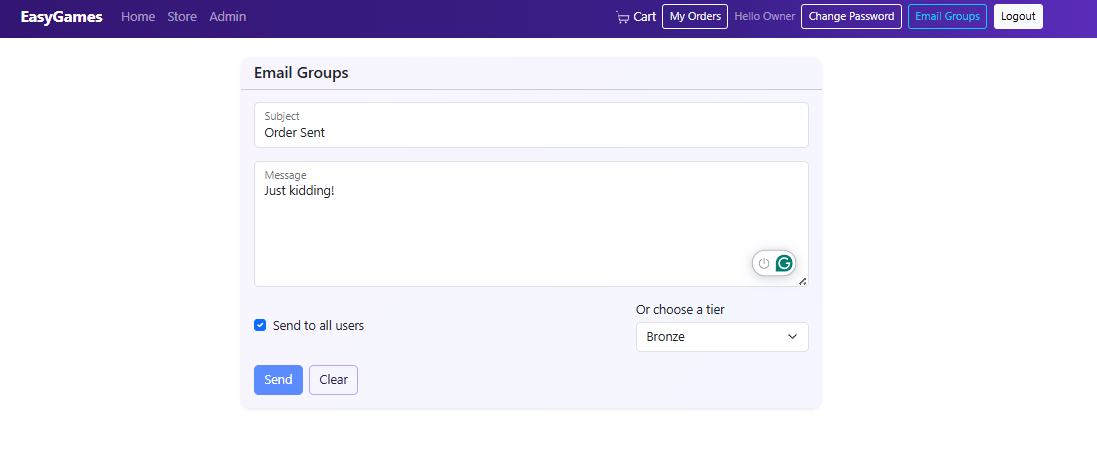 EasyGames Home Store Admin Cart My Orders Hello Owner Change Password Email Groups Logout
Email Groups
Subject
Order Sent
Message
Just kidding!
Or choose a tier
Send to all users
Bronze
Send Clear